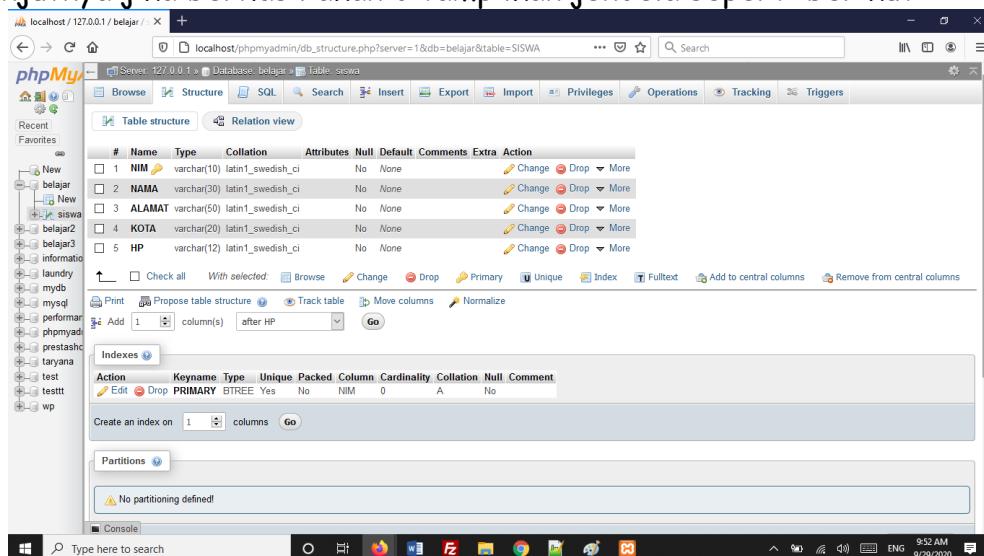 localhost / 127.0.0.1 / belajar / s
localhost/phpmyadmin/db_structure.php?server=1&db=belajar&table=SISWA
Search
phpMy
Server: 127.0.0.1 » Database: belajar » Table: siswa
Browse Structure SQL Search Insert Export Import Privileges Operations Tracking Triggers
Table structure Relation view
Recent
Favorites
New
belajar
New
siswa
belajar2
belajar3
informatio
laundry
mydb
mysql
performan
phpmyad
prestasho
taryana
test
testtt
wp
# Name Type Collation Attributes Null Default Comments Extra Action
1 NIM varchar(10) latin1_swedish_ci No None Change Drop More
2 NAMA varchar(30) latin1_swedish_ci No None Change Drop More
3 ALAMAT varchar(50) latin1_swedish_ci No None Change Drop More
4 KOTA varchar(20) latin1_swedish_ci No None Change Drop More
5 HP varchar(12) latin1_swedish_ci No None Change Drop More
Check all With selected: Browse Change Drop Primary Unique Index Fulltext Add to central columns Remove from central columns
Print Propose table structure Track table Move columns Normalize
Add 1 column(s) after HP Go
Indexes
Action Keyname Type Unique Packed Column Cardinality Collation Null Comment
Edit Drop PRIMARY BTREE Yes No NIM 0 A No
Create an index on 1 columns Go
Partitions
No partitioning defined!
Console
Type here to search
ENG
9:52 AM
9/29/2020